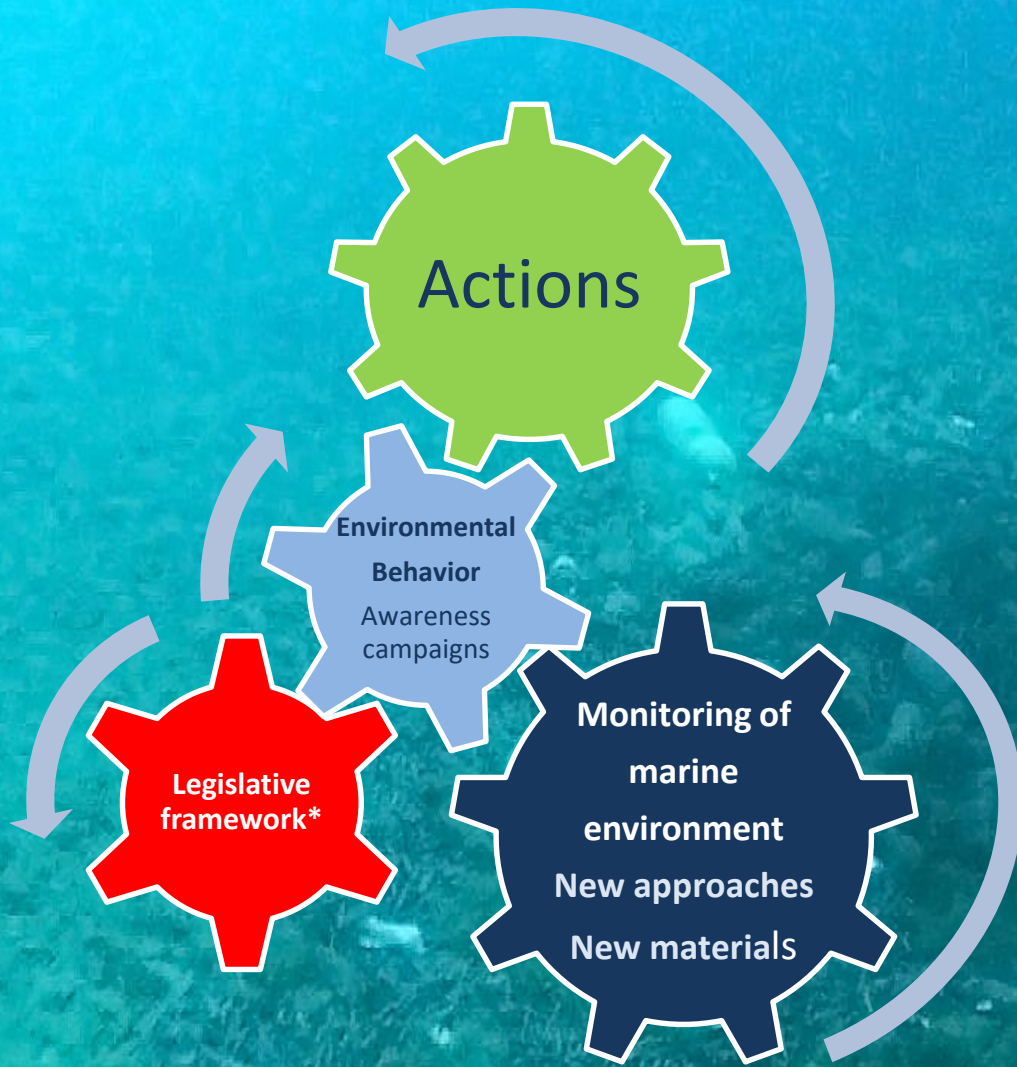 Actions
Environmental
Behavior
Awareness
campaigns
Legislative
framework*
Monitoring of
marine
environment
New approaches
New materials